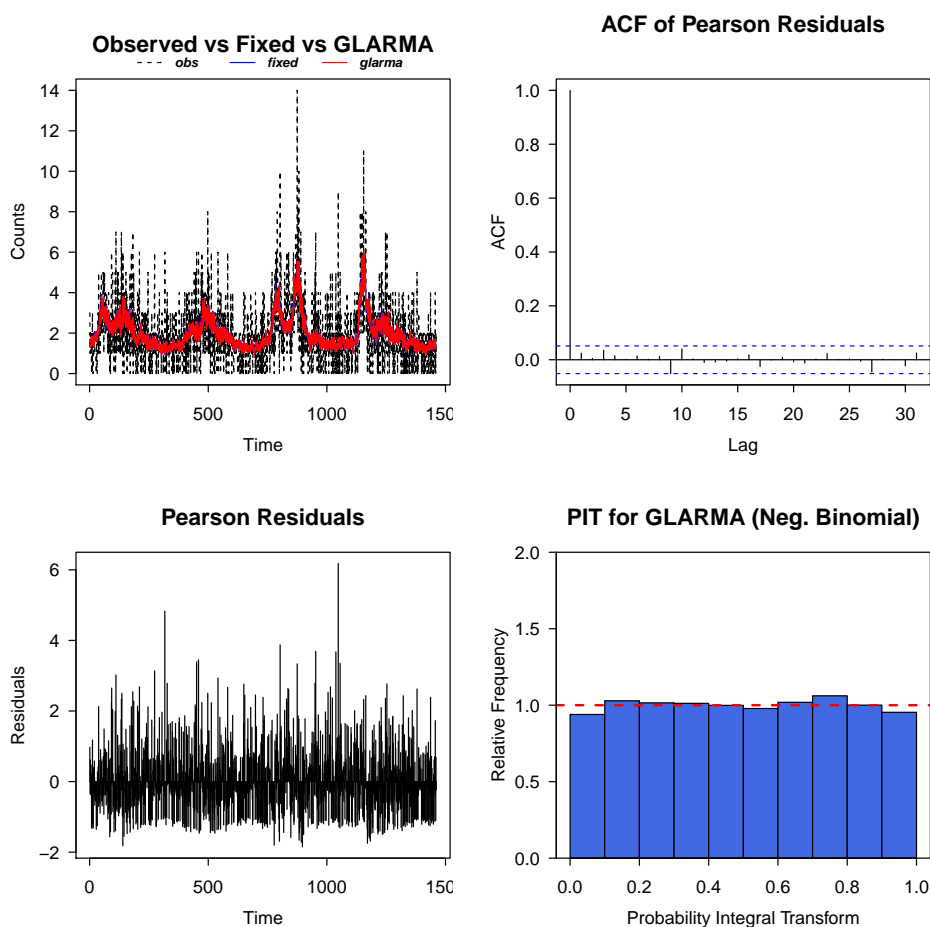 Observed vs Fixed vs GLARMA
obs fixed glarma
14
12
10
8
6
4
2
0
Counts
0 500 1000 150
Time
ACF of Pearson Residuals
1.0
0.8
0.6
0.4
0.2
0.0
ACF
0 5 10 15 20 25 30
Lag
Pearson Residuals
6
4
2
0
−2
Residuals
0 500 1000 150
Time
PIT for GLARMA (Neg. Binomial)
2.0
1.5
1.0
0.5
0.0
Relative Frequency
0.0 0.2 0.4 0.6 0.8 1.0
Probability Integral Transform